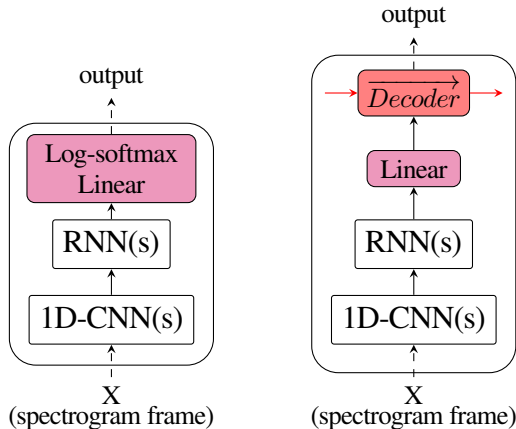 output
Log-softmax
Linear
RNN(s)
1D-CNN(s)
X
(spectrogram frame)
output
Decoder
Linear
RNN(s)
1D-CNN(s)
X
(spectrogram frame)